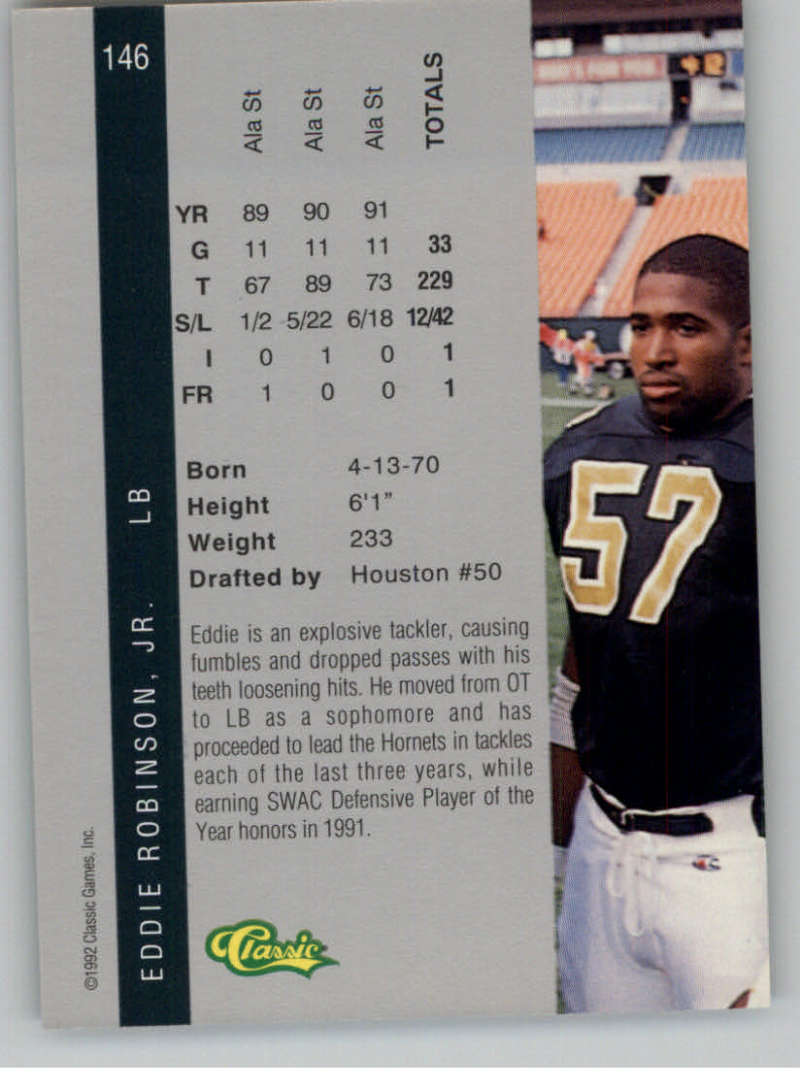 146
Ala St Ala St Ala St TOTALS
YR 89 90 91
G 11 11 11 33
T 67 89 73 229
S/L 1/2 5/22 6/18 12/42
I 0 1 0 1
FR 1 0 0 1
Born 4-13-70
Height 6'1"
Weight 233
Drafted by Houston #50
Eddie is an explosive tackler, causing
fumbles and dropped passes with his
teeth loosening hits. He moved from OT
to LB as a sophomore and has
proceeded to lead the Hornets in tackles
each of the last three years, while
earning SWAC Defensive Player of the
Year honors in 1991.
Classic
EDDIE ROBINSON, JR. LB
©1992 Classic Games, Inc.
57